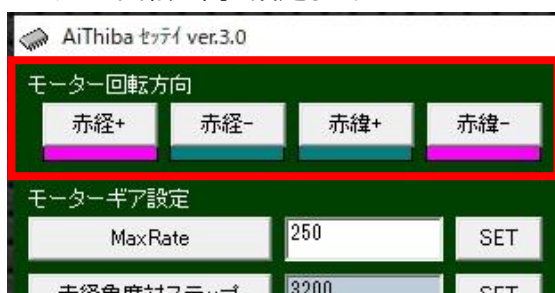 AiThiba ｾｯﾃｲ ver.3.0
モーター回転方向
赤経+ 赤経- 赤緯+ 赤緯-
モーターギア設定
MaxRate 250 SET
3200